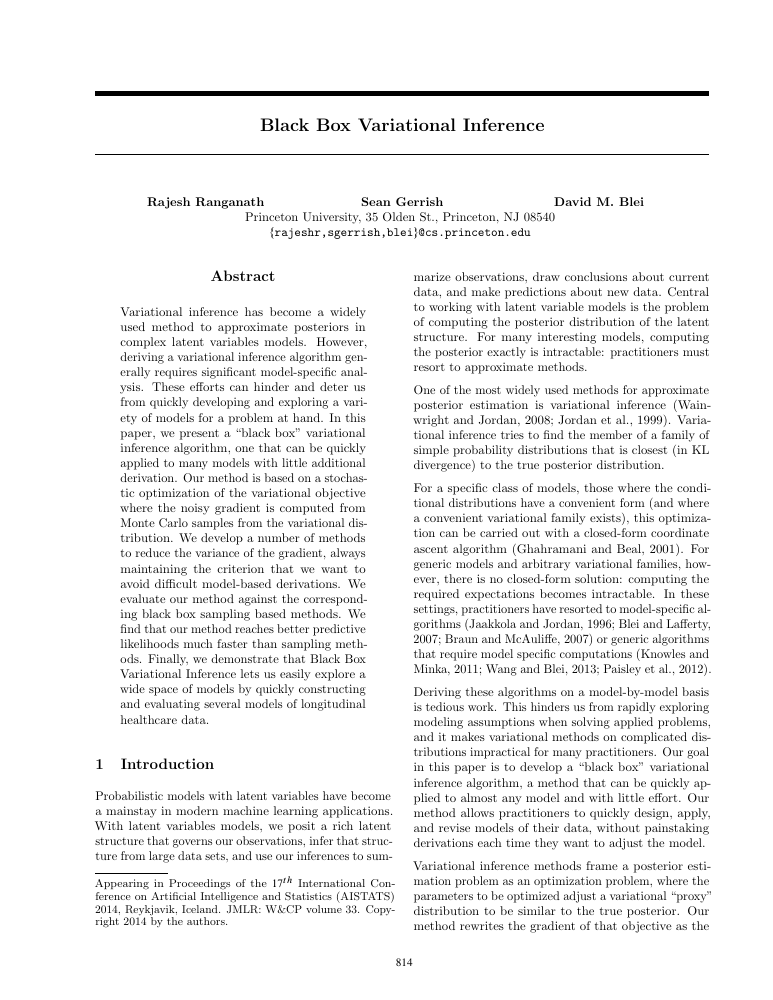 Black Box Variational Inference
Rajesh Ranganath Sean Gerrish David M. Blei
Princeton University, 35 Olden St., Princeton, NJ 08540
{rajeshr,sgerrish,blei}@cs.princeton.edu
Abstract
Variational inference has become a widely
used method to approximate posteriors in
complex latent variables models. However,
deriving a variational inference algorithm gen-
erally requires significant model-specific anal-
ysis. These efforts can hinder and deter us
from quickly developing and exploring a vari-
ety of models for a problem at hand. In this
paper, we present a “black box” variational
inference algorithm, one that can be quickly
applied to many models with little additional
derivation. Our method is based on a stochas-
tic optimization of the variational objective
where the noisy gradient is computed from
Monte Carlo samples from the variational dis-
tribution. We develop a number of methods
to reduce the variance of the gradient, always
maintaining the criterion that we want to
avoid difficult model-based derivations. We
evaluate our method against the correspond-
ing black box sampling based methods. We
find that our method reaches better predictive
likelihoods much faster than sampling meth-
ods. Finally, we demonstrate that Black Box
Variational Inference lets us easily explore a
wide space of models by quickly constructing
and evaluating several models of longitudinal
healthcare data.
1 Introduction
Probabilistic models with latent variables have become
a mainstay in modern machine learning applications.
With latent variables models, we posit a rich latent
structure that governs our observations, infer that struc-
ture from large data sets, and use our inferences to sum-
Appearing in Proceedings of the 17th International Con-
ference on Artificial Intelligence and Statistics (AISTATS)
2014, Reykjavik, Iceland. JMLR: W&CP volume 33. Copy-
right 2014 by the authors.
marize observations, draw conclusions about current
data, and make predictions about new data. Central
to working with latent variable models is the problem
of computing the posterior distribution of the latent
structure. For many interesting models, computing
the posterior exactly is intractable: practitioners must
resort to approximate methods.
One of the most widely used methods for approximate
posterior estimation is variational inference (Wain-
wright and Jordan, 2008; Jordan et al., 1999). Varia-
tional inference tries to find the member of a family of
simple probability distributions that is closest (in KL
divergence) to the true posterior distribution.
For a specific class of models, those where the condi-
tional distributions have a convenient form (and where
a convenient variational family exists), this optimiza-
tion can be carried out with a closed-form coordinate
ascent algorithm (Ghahramani and Beal, 2001). For
generic models and arbitrary variational families, how-
ever, there is no closed-form solution: computing the
required expectations becomes intractable. In these
settings, practitioners have resorted to model-specific al-
gorithms (Jaakkola and Jordan, 1996; Blei and Lafferty,
2007; Braun and McAuliffe, 2007) or generic algorithms
that require model specific computations (Knowles and
Minka, 2011; Wang and Blei, 2013; Paisley et al., 2012).
Deriving these algorithms on a model-by-model basis
is tedious work. This hinders us from rapidly exploring
modeling assumptions when solving applied problems,
and it makes variational methods on complicated dis-
tributions impractical for many practitioners. Our goal
in this paper is to develop a “black box” variational
inference algorithm, a method that can be quickly ap-
plied to almost any model and with little effort. Our
method allows practitioners to quickly design, apply,
and revise models of their data, without painstaking
derivations each time they want to adjust the model.
Variational inference methods frame a posterior esti-
mation problem as an optimization problem, where the
parameters to be optimized adjust a variational “proxy”
distribution to be similar to the true posterior. Our
method rewrites the gradient of that objective as the
814